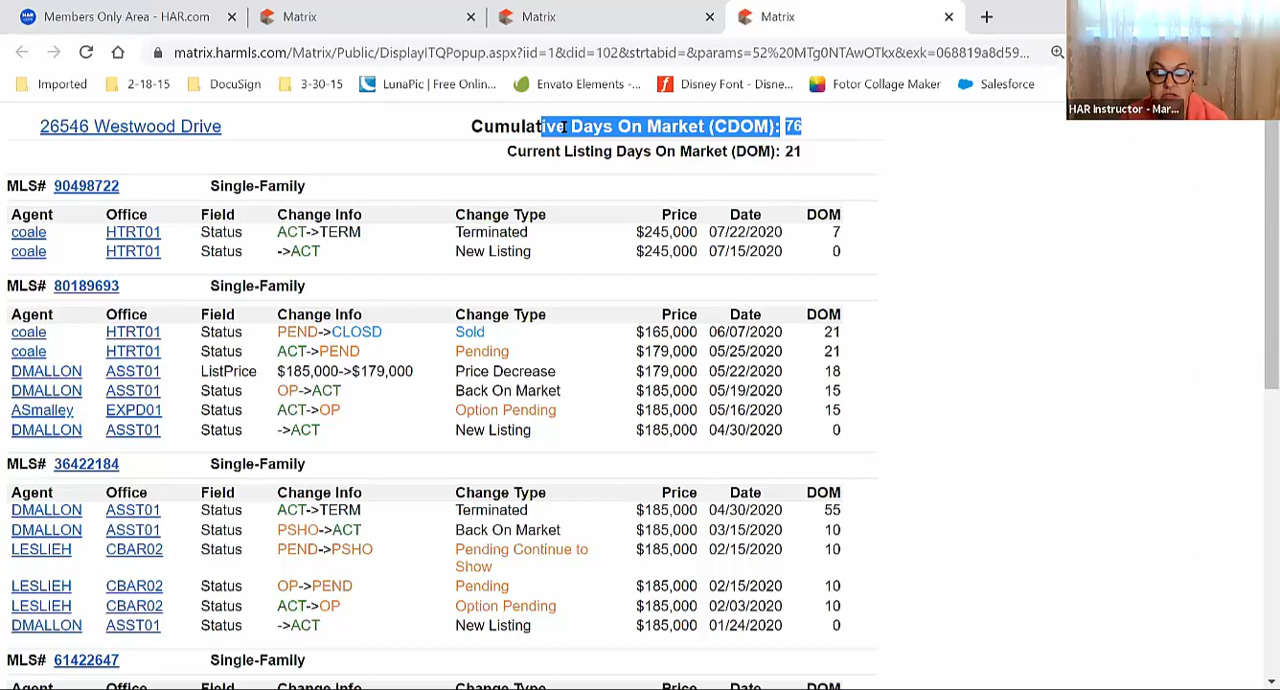 Members Only Area - HAR.com
Matrix
Matrix
Matrix
matrix.harmls.com/Matrix/Public/DisplayITQPopup.aspx?iid=1&clid=102&strtabid=&params=52%20MTg0NTAwOTkx&exk=068819a8d59...
Imported 2-18-15 DocuSign 3-30-15 LunaPic | Free Onlin... Envato Elements -... Disney Font - Disne... Fotor Collage Maker Salesforce
HAR Instructor - Mar...
26546 Westwood Drive Cumulative Days On Market (CDOM): 76
Current Listing Days On Market (DOM): 21
MLS# 90498722 Single-Family
Agent Office Field Change Info Change Type Price Date DOM
coale HTRT01 Status ACT->TERM Terminated $245,000 07/22/2020 7
coale HTRT01 Status ->ACT New Listing $245,000 07/15/2020 0
MLS# 80189693 Single-Family
Agent Office Field Change Info Change Type Price Date DOM
coale HTRT01 Status PEND->CLOSD Sold $165,000 06/07/2020 21
coale HTRT01 Status ACT->PEND Pending $179,000 05/25/2020 21
DMALLON ASST01 ListPrice $185,000->$179,000 Price Decrease $179,000 05/22/2020 18
DMALLON ASST01 Status OP->ACT Back On Market $185,000 05/19/2020 15
ASmalley EXPD01 Status ACT->OP Option Pending $185,000 05/16/2020 15
DMALLON ASST01 Status ->ACT New Listing $185,000 04/30/2020 0
MLS# 36422184 Single-Family
Agent Office Field Change Info Change Type Price Date DOM
DMALLON ASST01 Status ACT->TERM Terminated $185,000 04/30/2020 55
DMALLON ASST01 Status PSHO->ACT Back On Market $185,000 03/15/2020 10
LESLIEH CBAR02 Status PEND->PSHO Pending Continue to $185,000 02/15/2020 10
Show
LESLIEH CBAR02 Status OP->PEND Pending $185,000 02/15/2020 10
LESLIEH CBAR02 Status ACT->OP Option Pending $185,000 02/03/2020 10
DMALLON ASST01 Status ->ACT New Listing $185,000 01/24/2020 0
MLS# 61422647 Single-Family
Agent Office Field Change Info Change Type Price Date DOM